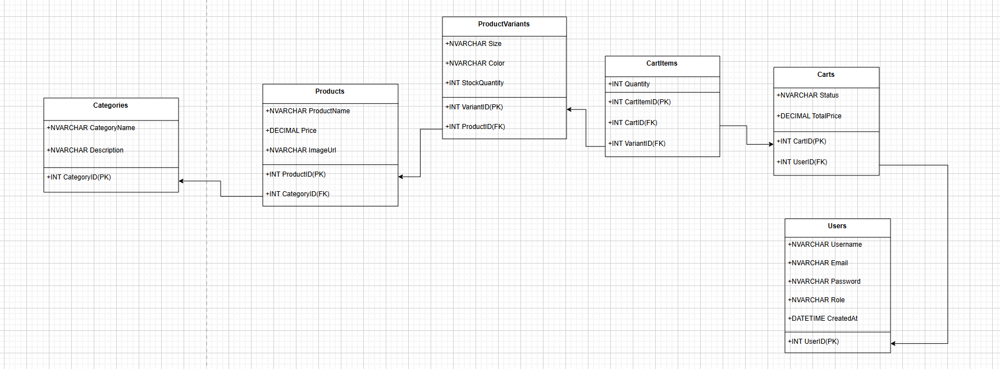 Categories
+NVARCHAR CategoryName
+NVARCHAR Description
+INT CategoryID(PK)
Products
+NVARCHAR ProductName
+DECIMAL Price
+NVARCHAR ImageUrl
+INT ProductID(PK)
+INT CategoryID(FK)
ProductVariants
+NVARCHAR Size
+NVARCHAR Color
+INT StockQuantity
+INT VariantID(PK)
+INT ProductID(FK)
CartItems
+INT Quantity
+INT CartItemID(PK)
+INT CartID(FK)
+INT VariantID(FK)
Carts
+NVARCHAR Status
+DECIMAL TotalPrice
+INT CartID(PK)
+INT UserID(FK)
Users
+NVARCHAR Username
+NVARCHAR Email
+NVARCHAR Password
+NVARCHAR Role
+DATETIME CreatedAt
+INT UserID(PK)